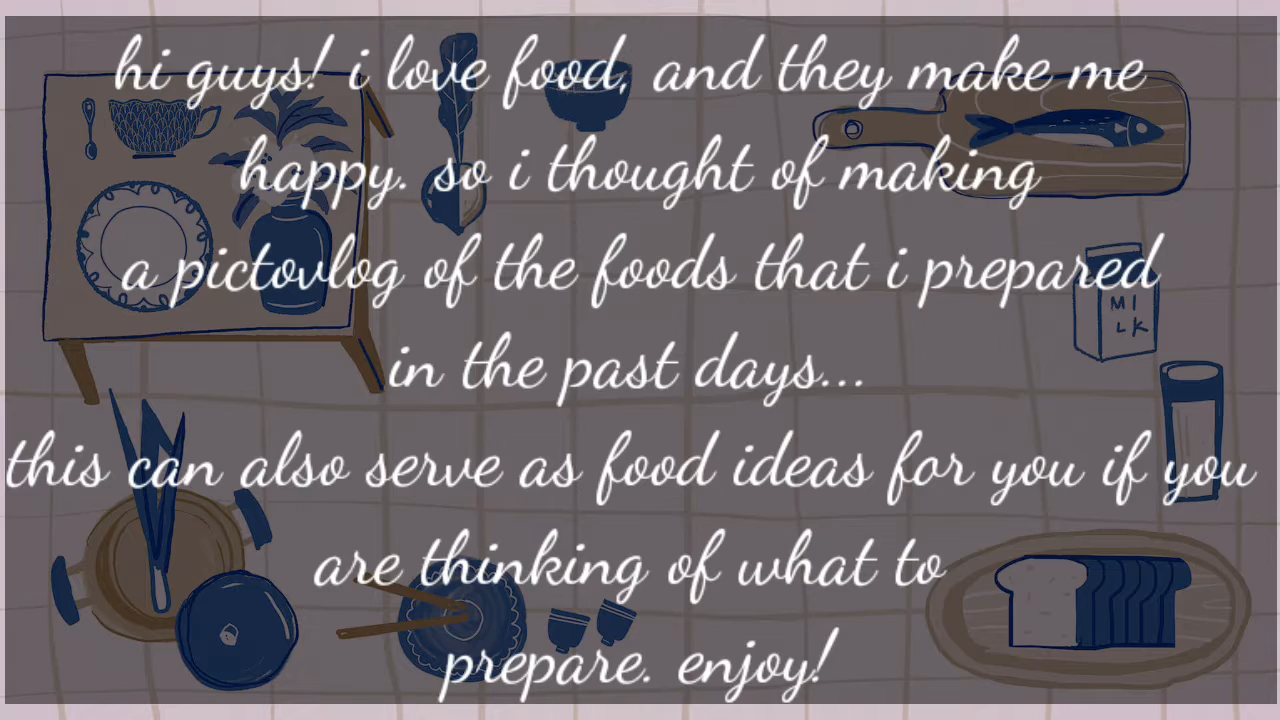 hi guys! i love food, and they make me
happy. so i thought of making
a pictovlog of the foods that i prepared
in the past days...
this can also serve as food ideas for you if you
are thinking of what to
prepare. enjoy!
MI
LK